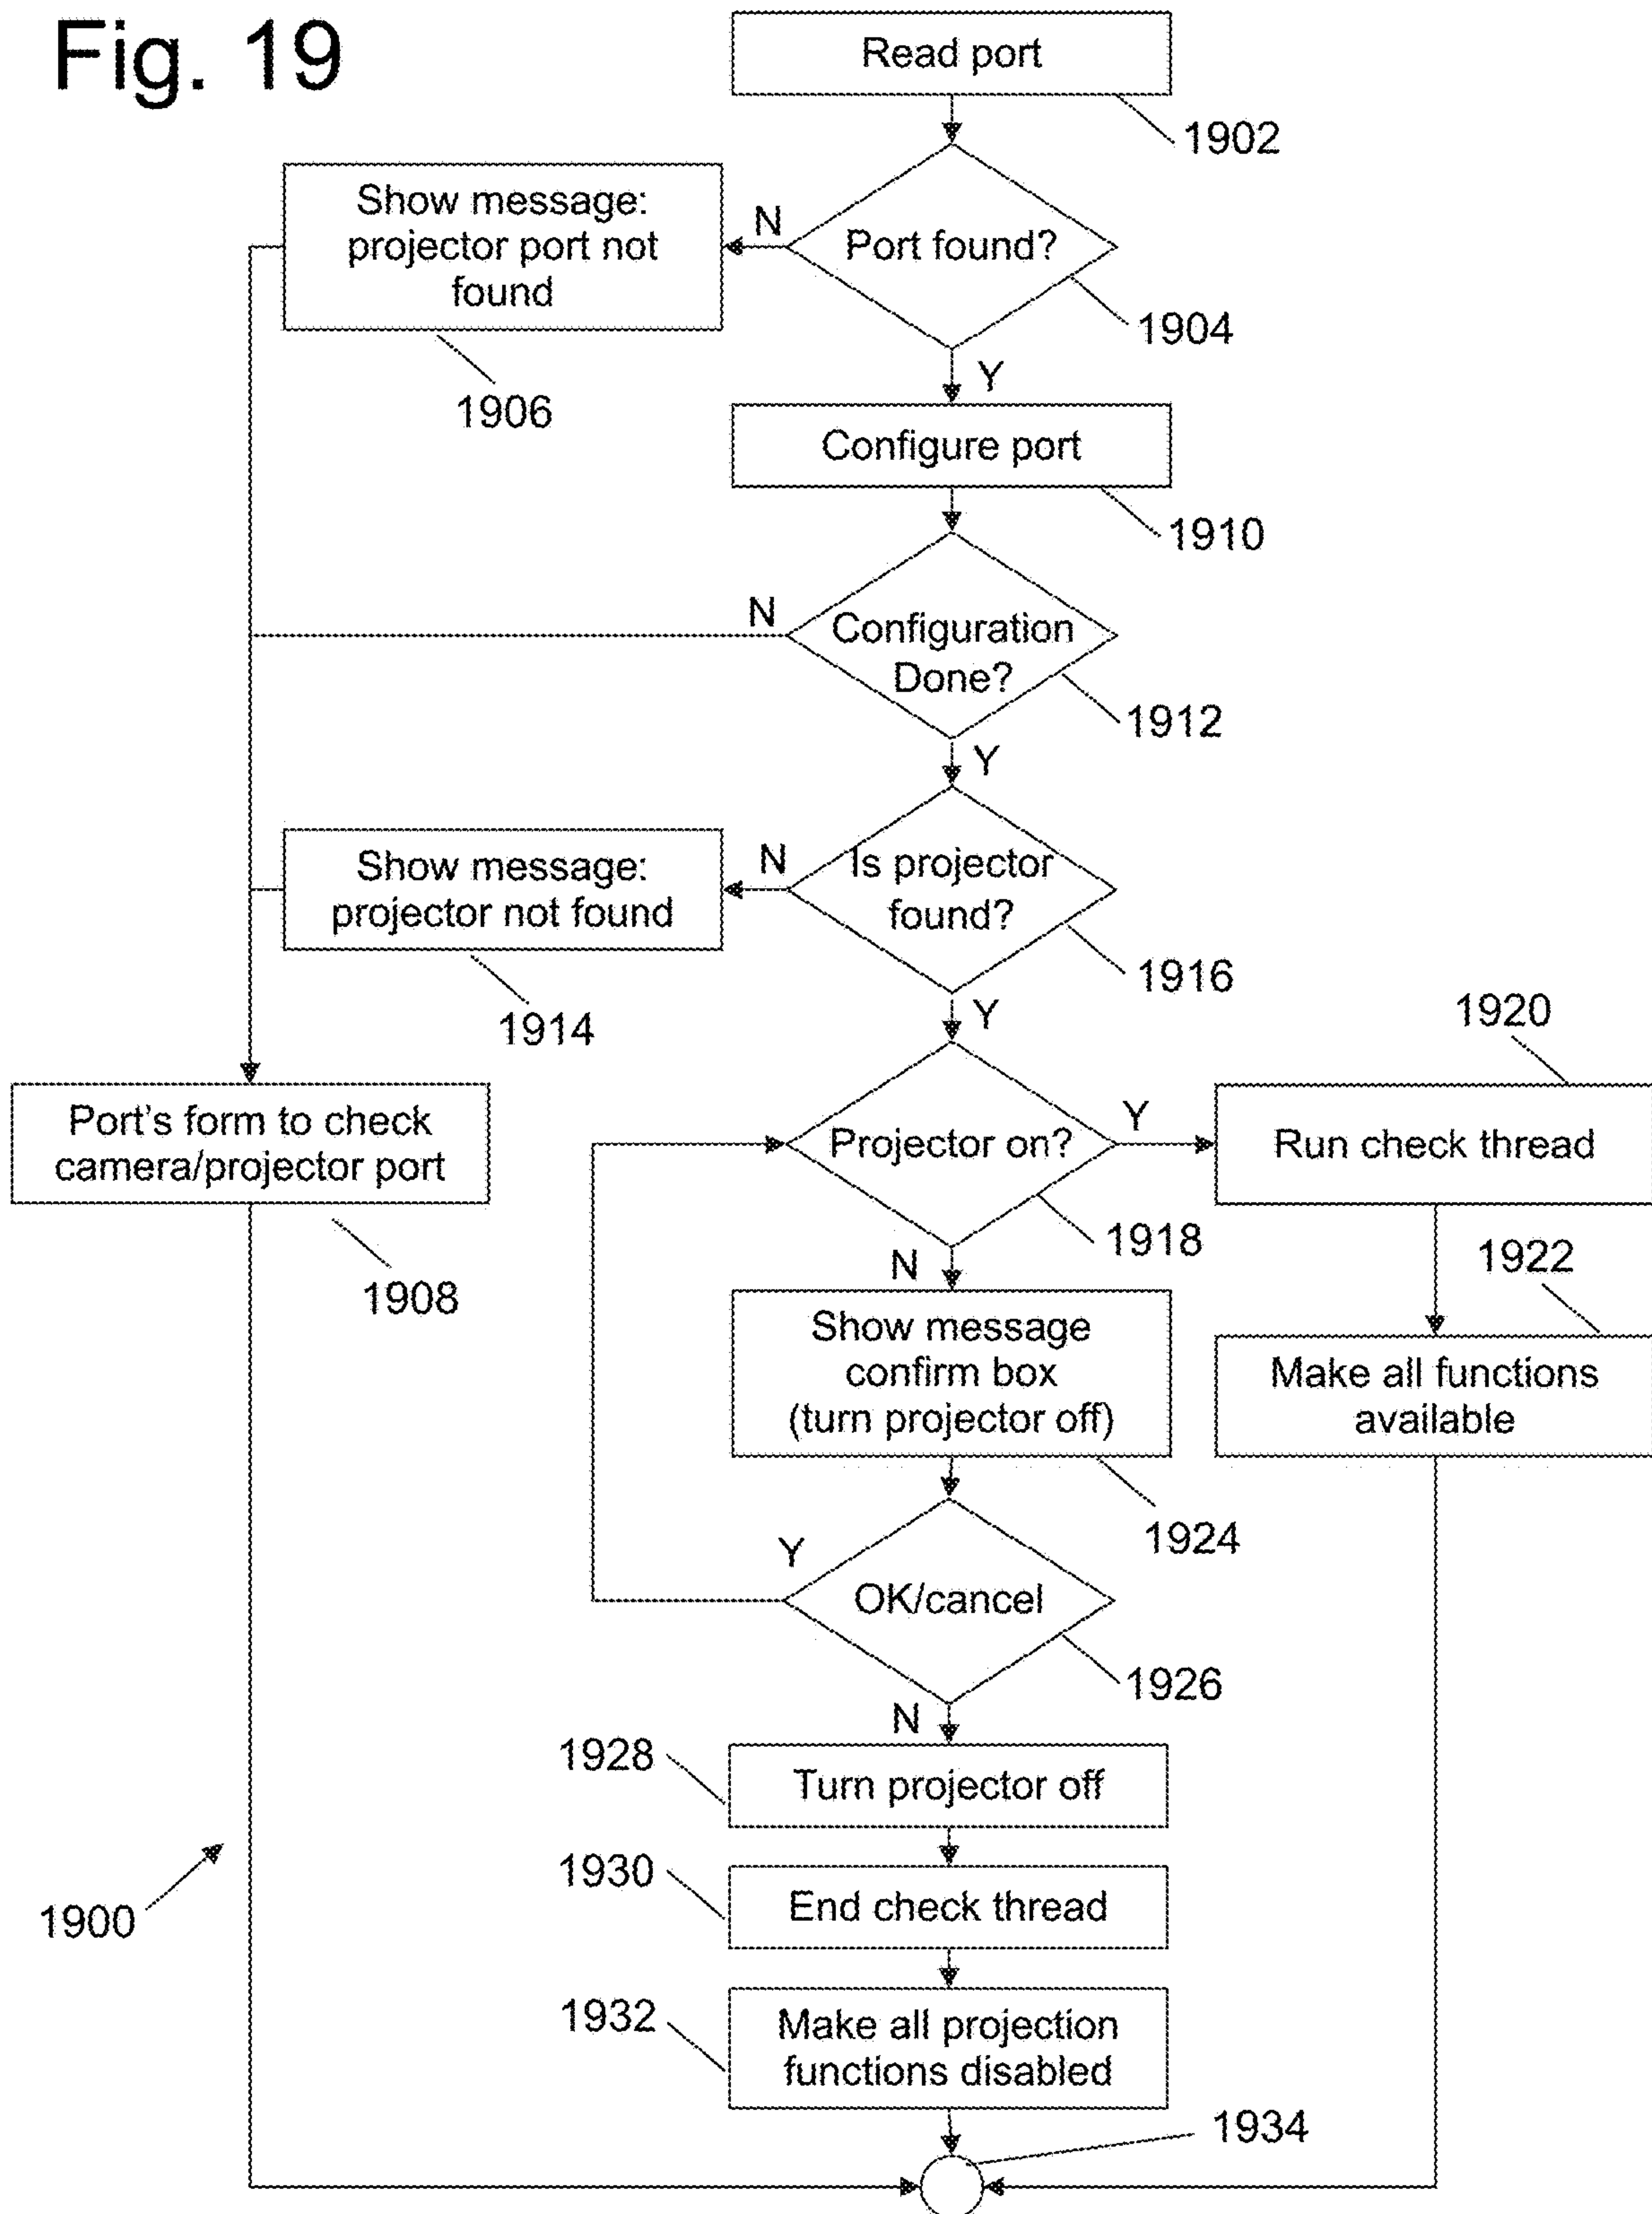 Fig. 19
Read port
1902
Show message:
projector port not
found
N
Port found?
1904
1906
Y
Configure port
1910
N
Configuration
Done?
1912
Y
Show message:
projector not found
N
Is projector
found?
1916
1914
Y
1920
Port's form to check
camera/projector port
Projector on?
Y
Run check thread
1918
1908
N
1922
Show message
confirm box
(turn projector off)
Make all functions
available
1924
Y
OK/cancel
1926
N
1928
Turn projector off
1930
End check thread
1900
1932
Make all projection
functions disabled
1934